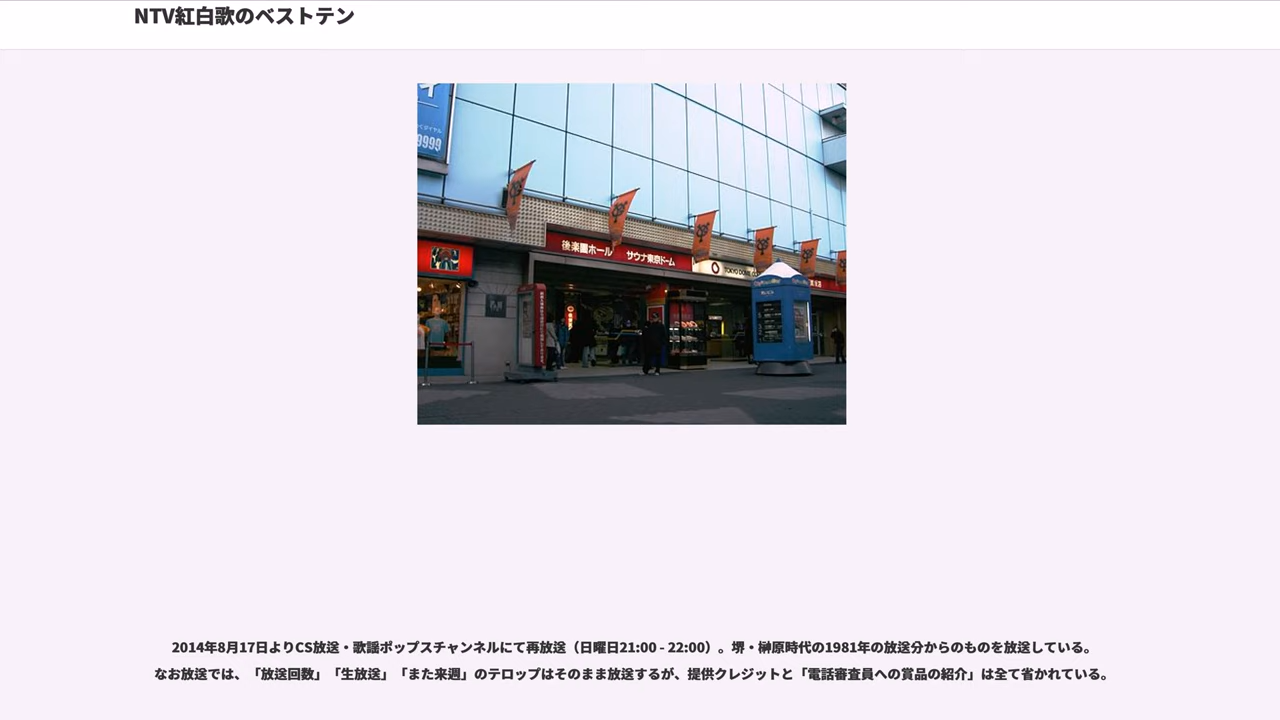 NTV紅白歌のベストテン
9999
後楽園ホール サウナ東京ドーム
TOKYO DOME
2014年8月17日よりCS放送・歌謡ポップスチャンネルにて再放送（日曜日21:00 - 22:00）。堺・榊原時代の1981年の放送分からのものを放送している。
なお放送では、「放送回数」「生放送」「また来週」のテロップはそのまま放送するが、提供クレジットと「電話審査員への賞品の紹介」は全て省かれている。